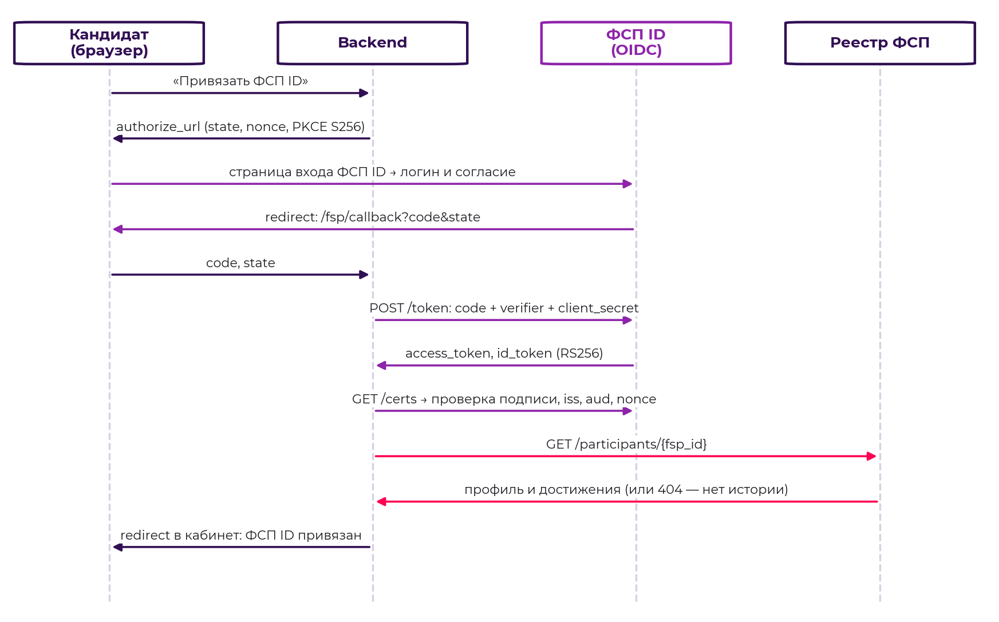 Кандидат
(браузер)
Backend
ФСП ID
(OIDC)
Реестр ФСП
«Привязать ФСП ID»
authorize_url (state, nonce, PKCE S256)
страница входа ФСП ID → логин и согласие
redirect: /fsp/callback?code&state
code, state
POST /token: code + verifier + client_secret
access_token, id_token (RS256)
GET /certs → проверка подписи, iss, aud, nonce
GET /participants/{fsp_id}
профиль и достижения (или 404 — нет истории)
redirect в кабинет: ФСП ID привязан